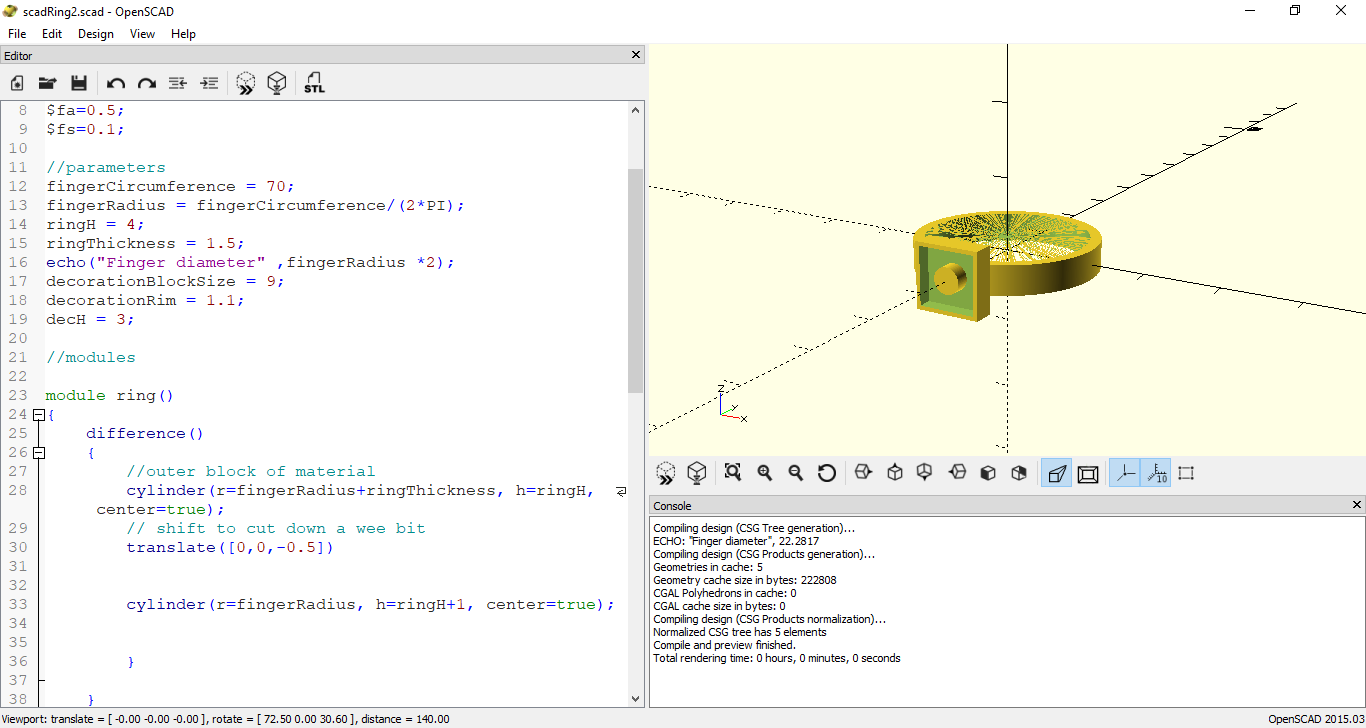 scadRing2.scad - OpenSCAD
File Edit Design View Help
Editor
STL
8 $fa=0.5;
9 $fs=0.1;
10
11 //parameters
12 fingerCircumference = 70;
13 fingerRadius = fingerCircumference/(2*PI);
14 ringH = 4;
15 ringThickness = 1.5;
16 echo("Finger diameter" ,fingerRadius *2);
17 decorationBlockSize = 9;
18 decorationRim = 1.1;
19 decH = 3;
20
21 //modules
22
23 module ring()
24 {
25 difference()
26 {
27 //outer block of material
28 cylinder(r=fingerRadius+ringThickness, h=ringH,
center=true);
29 // shift to cut down a wee bit
30 translate([0,0,-0.5])
31
32
33 cylinder(r=fingerRadius, h=ringH+1, center=true);
34
35
36 }
37
38 }
Z
Y
X
10
Console
Compiling design (CSG Tree generation)...
ECHO: "Finger diameter", 22.2817
Compiling design (CSG Products generation)...
Geometries in cache: 5
Geometry cache size in bytes: 222808
CGAL Polyhedrons in cache: 0
CGAL cache size in bytes: 0
Compiling design (CSG Products normalization)...
Normalized CSG tree has 5 elements
Compile and preview finished.
Total rendering time: 0 hours, 0 minutes, 0 seconds
Viewport: translate = [ -0.00 -0.00 -0.00 ], rotate = [ 72.50 0.00 30.60 ], distance = 140.00
OpenSCAD 2015.03